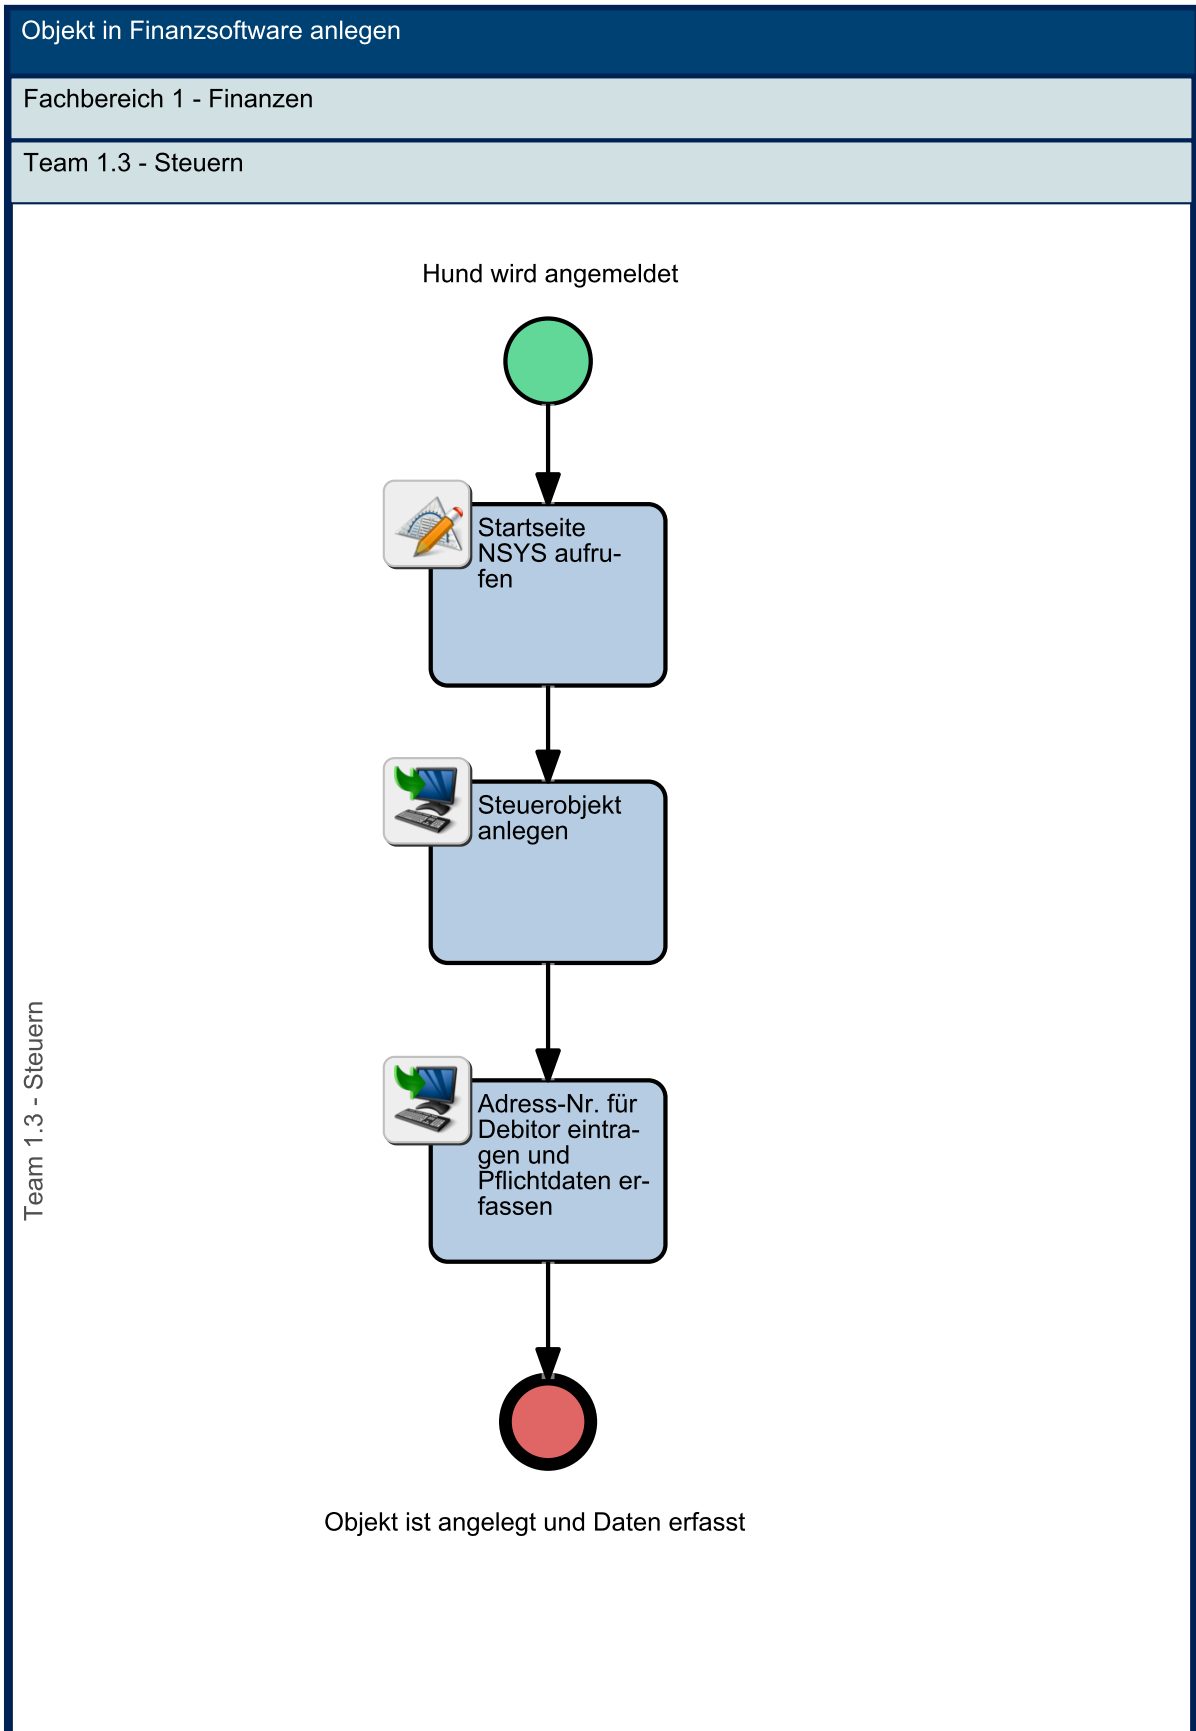 Objekt in Finanzsoftware anlegen
Fachbereich 1 - Finanzen
Team 1.3 - Steuern
Hund wird angemeldet
Startseite
NSYS aufru-
fen
Steuerobjekt
anlegen
Team 1.3 - Steuern
Adress-Nr. für
Debitor eintra-
gen und
Pflichtdaten er-
fassen
Objekt ist angelegt und Daten erfasst